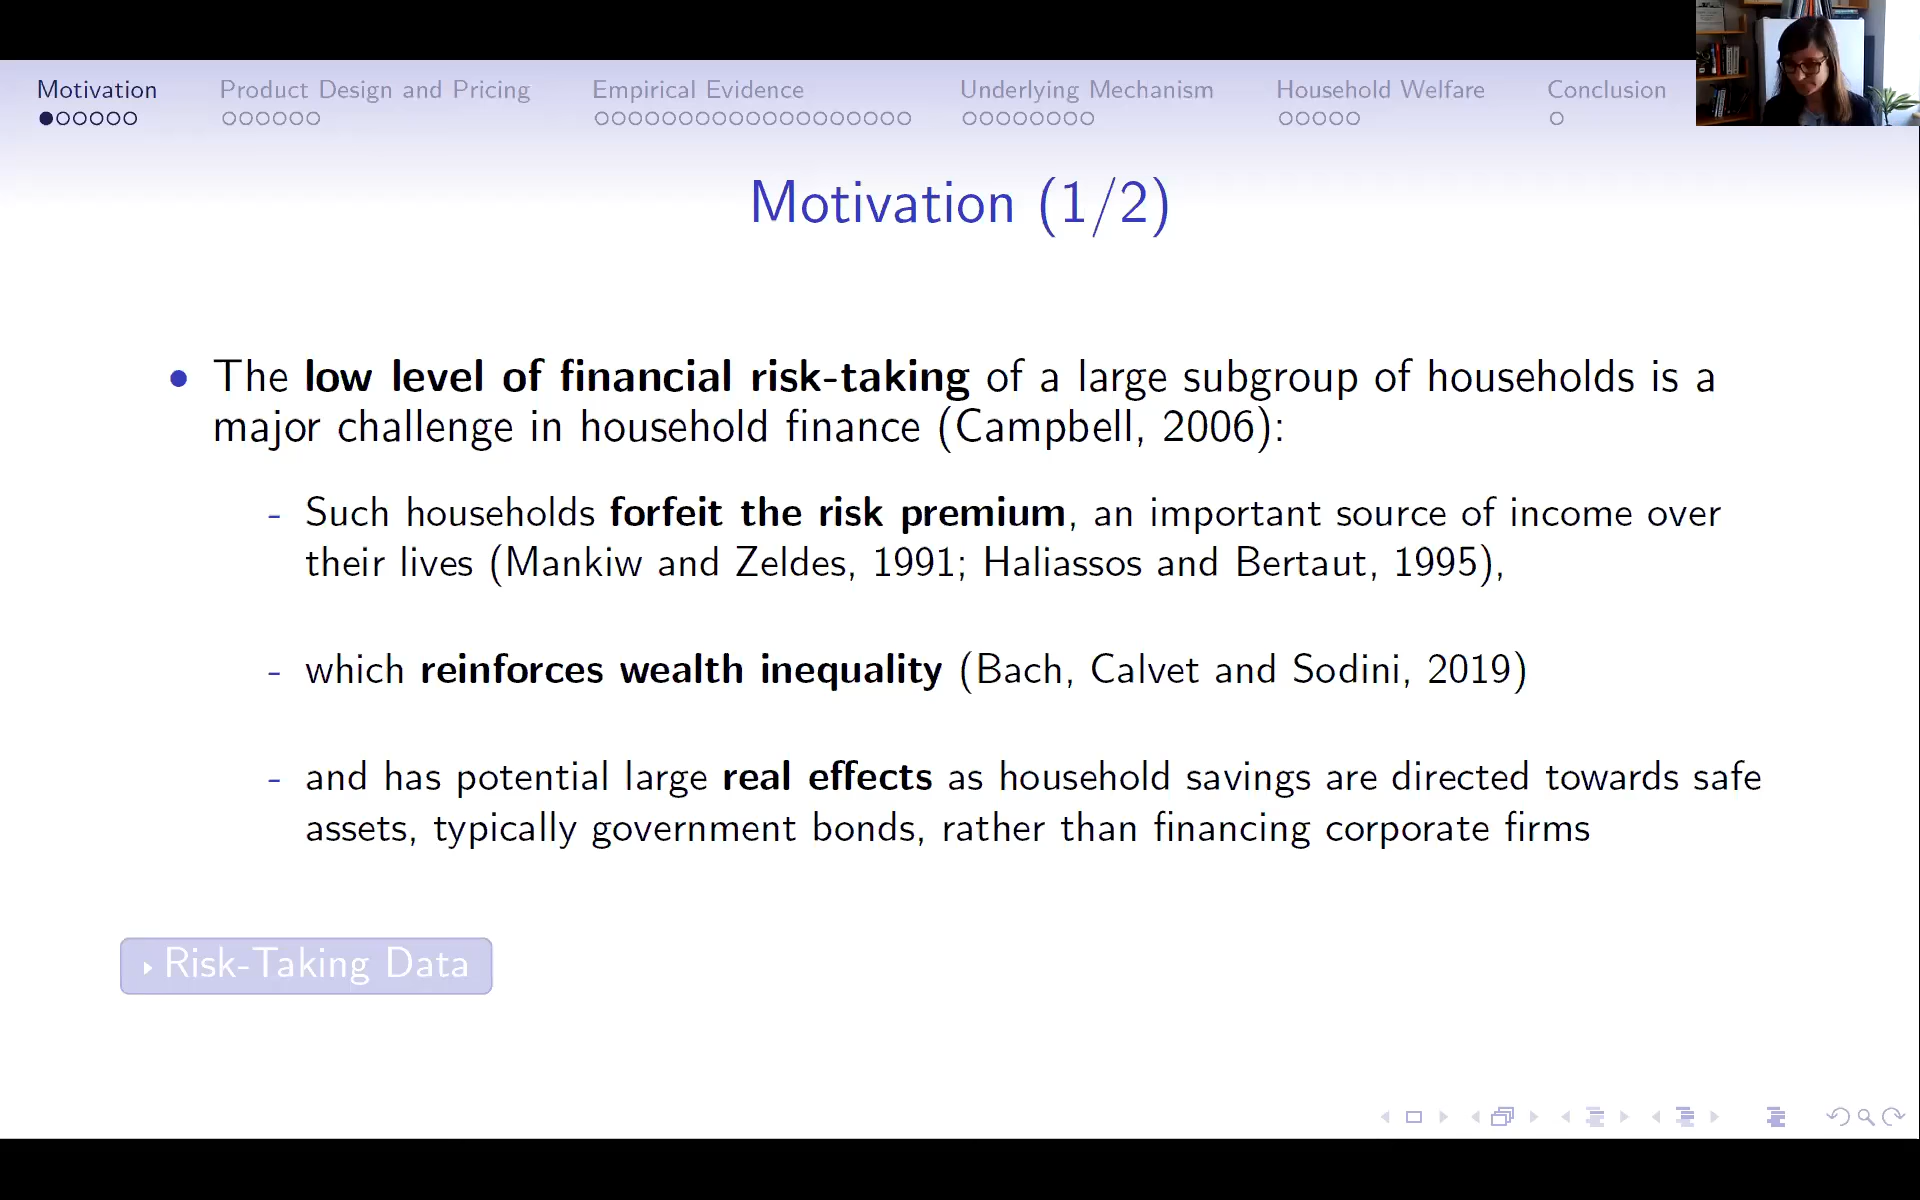 Motivation
Product Design and Pricing
Empirical Evidence
Underlying Mechanism
Household Welfare
Conclusion
Motivation (1/2)
• The low level of financial risk-taking of a large subgroup of households is a
major challenge in household finance (Campbell, 2006):
- Such households forfeit the risk premium, an important source of income over
their lives (Mankiw and Zeldes, 1991; Haliassos and Bertaut, 1995),
- which reinforces wealth inequality (Bach, Calvet and Sodini, 2019)
- and has potential large real effects as household savings are directed towards safe
assets, typically government bonds, rather than financing corporate firms
Risk-Taking Data